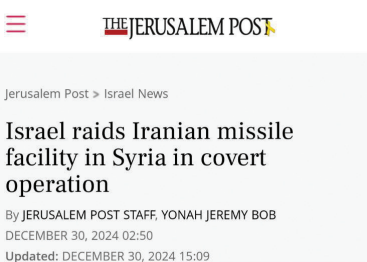 THE JERUSALEM POST
Jerusalem Post > Israel News
Israel raids Iranian missile
facility in Syria in covert
operation
By JERUSALEM POST STAFF, YONAH JEREMY BOB
DECEMBER 30, 2024 02:50
Updated: DECEMBER 30, 2024 15:09